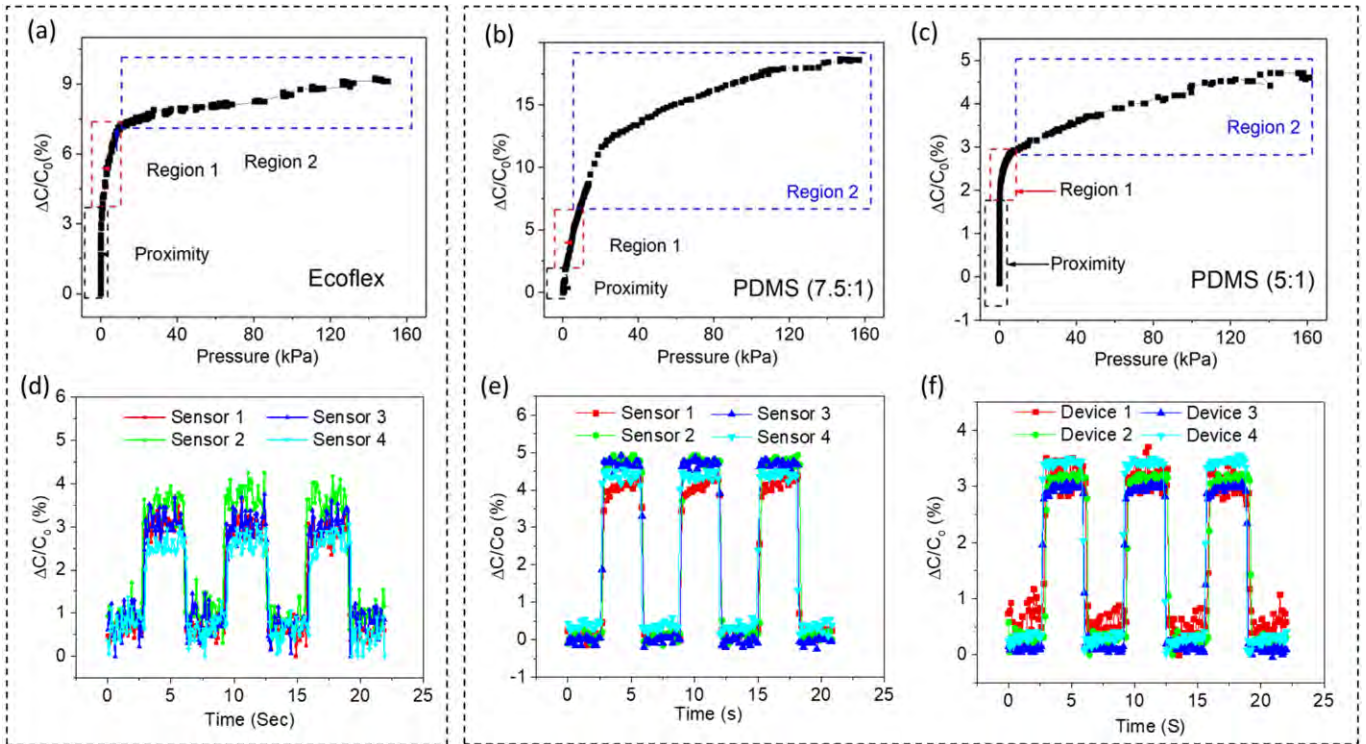 (a)
ΔC/C₀(%)
9
6
3
0
Region 1
Region 2
Proximity
Ecoflex
0 40 80 120 160
Pressure (kPa)
(b)
ΔC/C₀(%)
20
15
10
5
0
Region 2
Region 1
Proximity
PDMS (7.5:1)
0 40 80 120 160
Pressure (kPa)
(c)
ΔC/C₀(%)
5
4
3
2
1
0
-1
Region 2
Region 1
Proximity
PDMS (5:1)
0 40 80 120 160
Pressure (kPa)
(d)
ΔC/C₀ (%)
6
5
4
3
2
1
0
Sensor 1 Sensor 3
Sensor 2 Sensor 4
0 5 10 15 20 25
Time (Sec)
(e)
ΔC/Co (%)
6
5
4
3
2
1
0
-1
Sensor 1 Sensor 3
Sensor 2 Sensor 4
0 5 10 15 20 25
Time (s)
(f)
ΔC/C₀ (%)
4
3
2
1
0
Device 1 Device 3
Device 2 Device 4
0 5 10 15 20 25
Time (S)